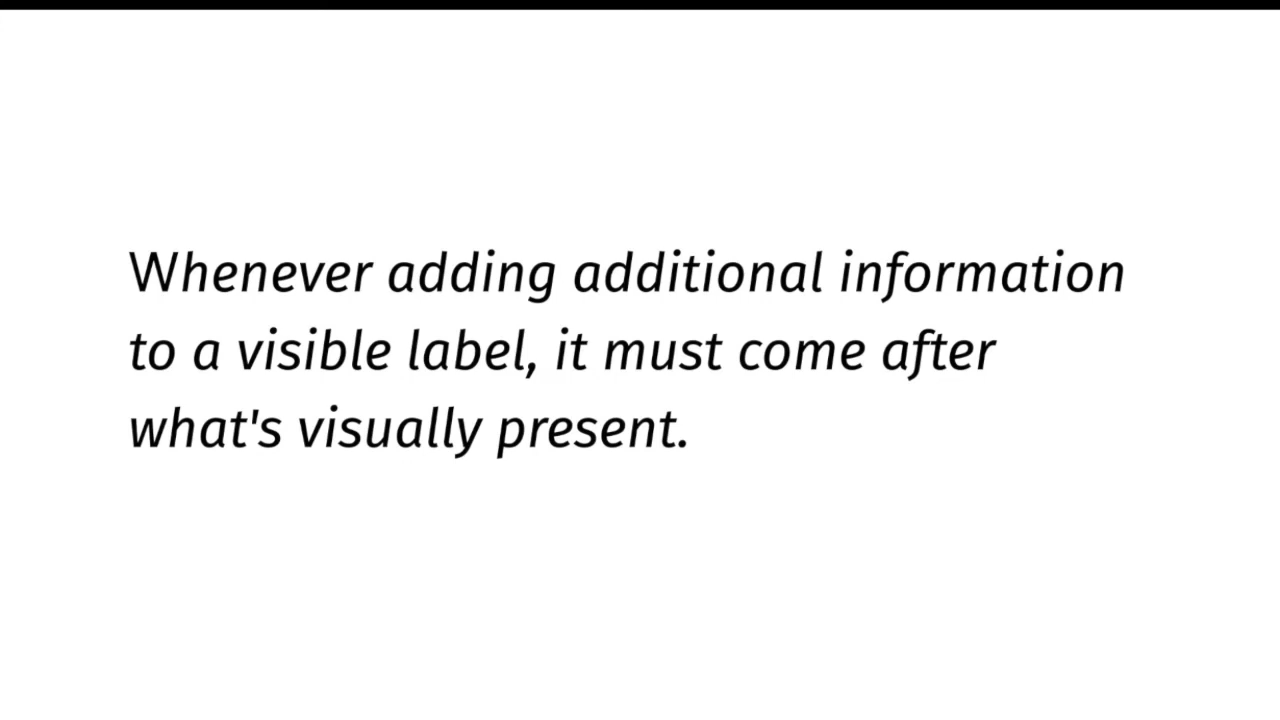 Whenever adding additional information
to a visible label, it must come after
what's visually present.